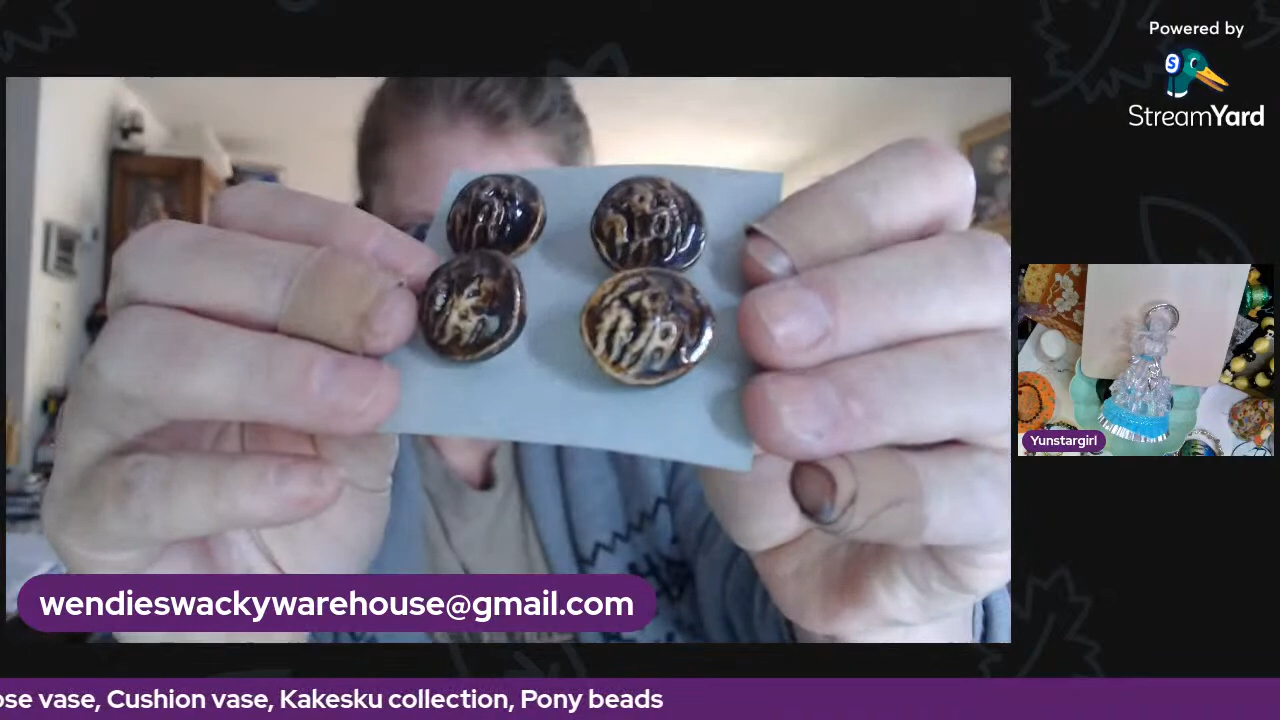 Powered by
StreamYard
Yunstargirl
wendieswackywarehouse@gmail.com
ose vase, Cushion vase, Kakesku collection, Pony beads